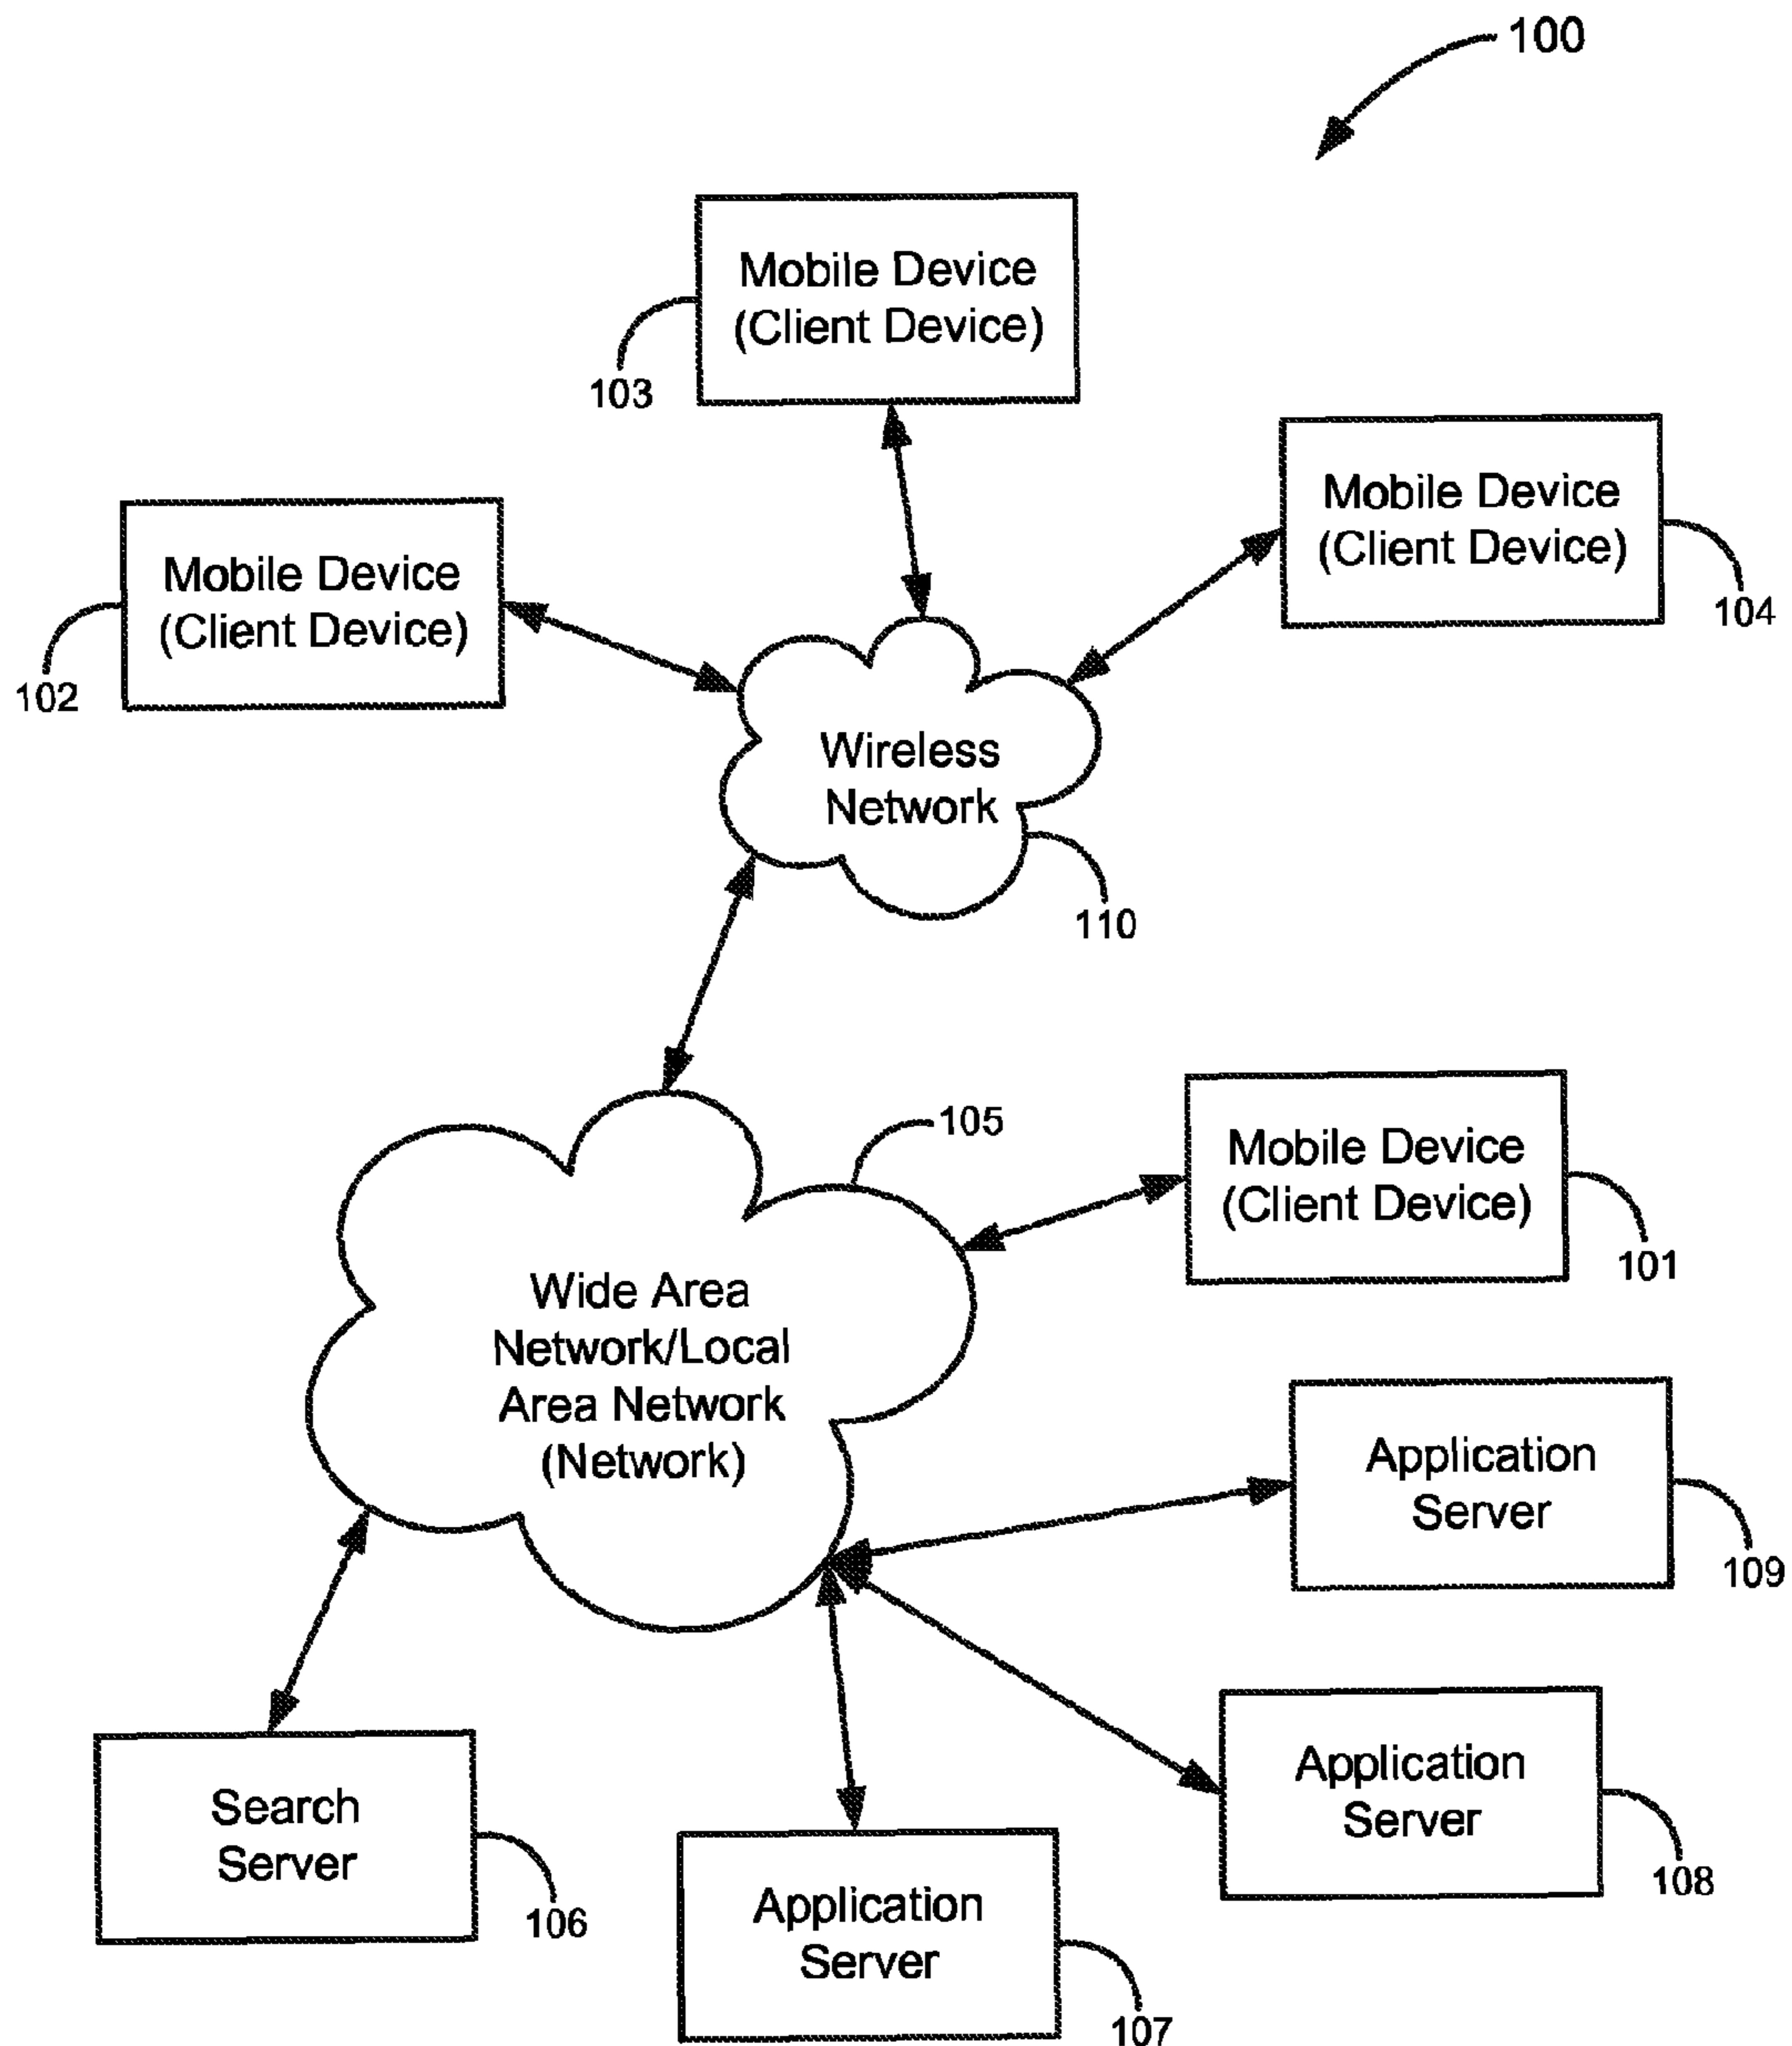 100
Mobile Device
(Client Device)
103
Mobile Device
(Client Device)
104
Mobile Device
(Client Device)
102
Wireless
Network
110
105
Mobile Device
(Client Device)
101
Wide Area
Network/Local
Area Network
(Network)
Application
Server
109
Application
Server
108
Search
Server
106
Application
Server
107